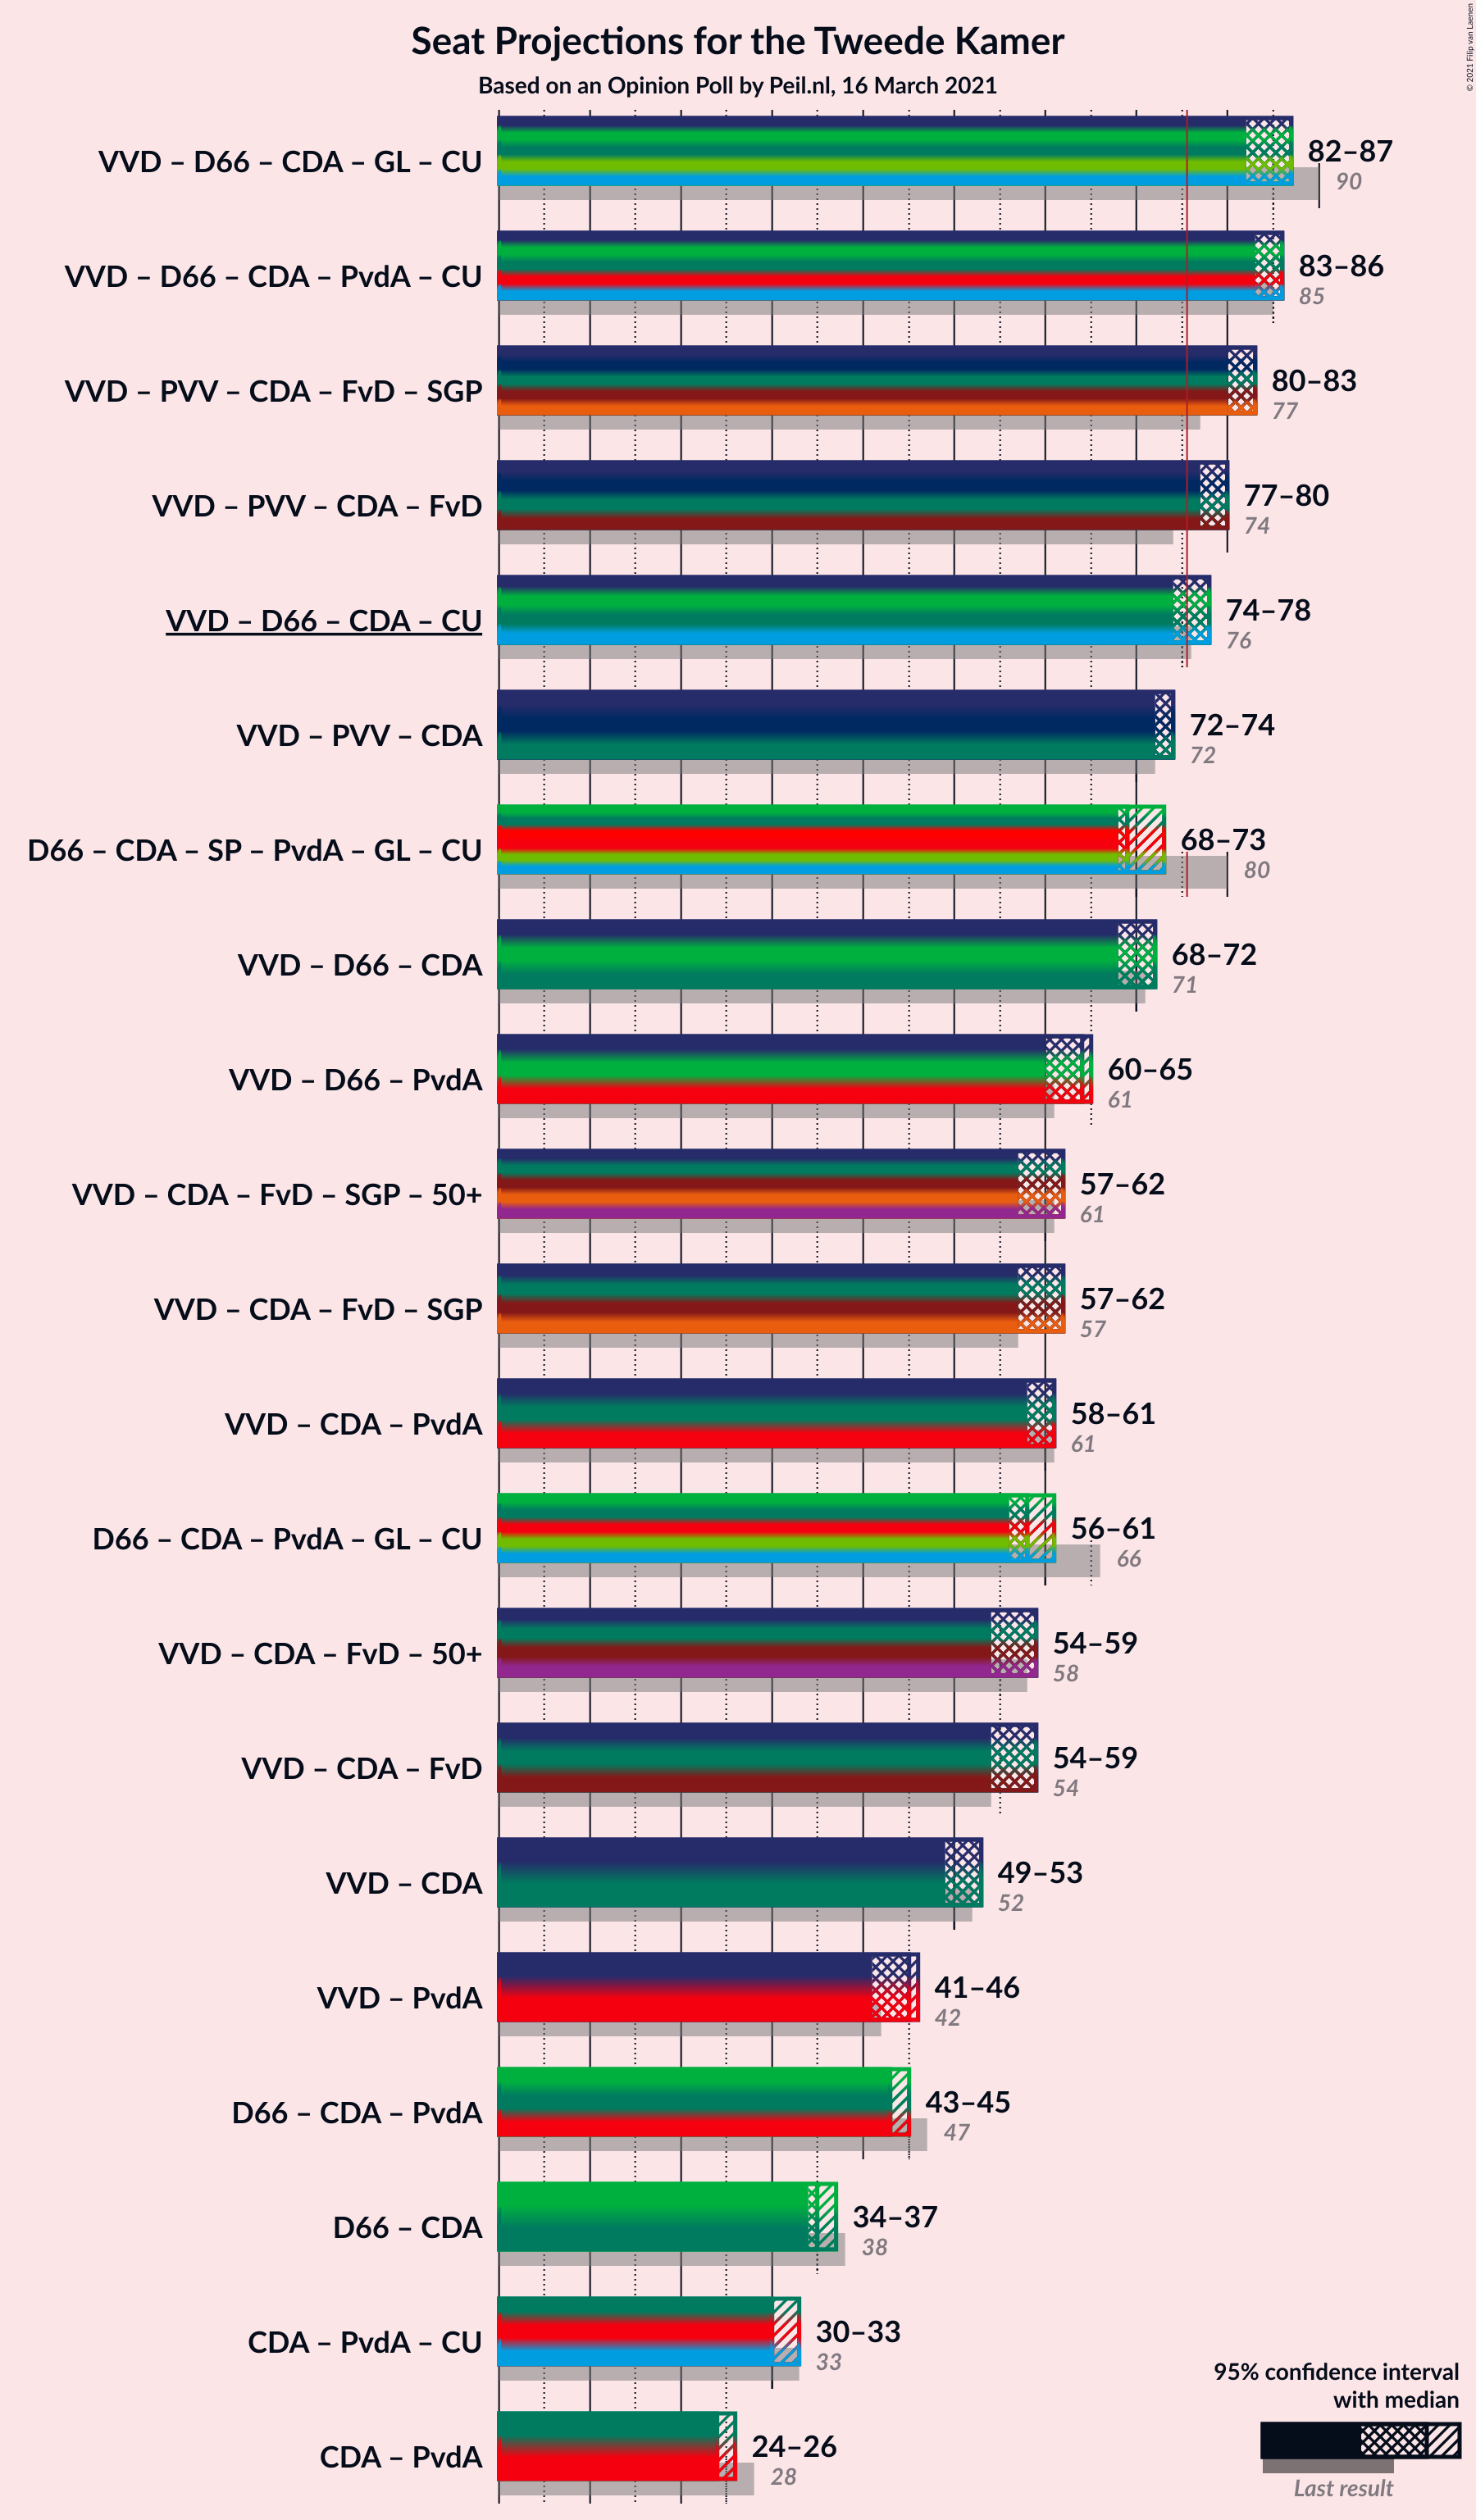 © 2021 Filip van Laenen
Seat Projections for the Tweede Kamer
Based on an Opinion Poll by Peil.nl, 16 March 2021
VVD – D66 – CDA – GL – CU
82–87
90
VVD – D66 – CDA – PvdA – CU
83–86
85
VVD – PVV – CDA – FvD – SGP
80–83
77
VVD – PVV – CDA – FvD
77–80
74
VVD – D66 – CDA – CU
74–78
76
VVD – PVV – CDA
72–74
72
D66 – CDA – SP – PvdA – GL – CU
68–73
80
VVD – D66 – CDA
68–72
71
VVD – D66 – PvdA
60–65
61
VVD – CDA – FvD – SGP – 50+
57–62
61
VVD – CDA – FvD – SGP
57–62
57
VVD – CDA – PvdA
58–61
61
D66 – CDA – PvdA – GL – CU
56–61
66
VVD – CDA – FvD – 50+
54–59
58
VVD – CDA – FvD
54–59
54
VVD – CDA
49–53
52
VVD – PvdA
41–46
42
D66 – CDA – PvdA
43–45
47
D66 – CDA
34–37
38
CDA – PvdA – CU
30–33
33
CDA – PvdA
24–26
28
95% confidence interval
with median
Last result